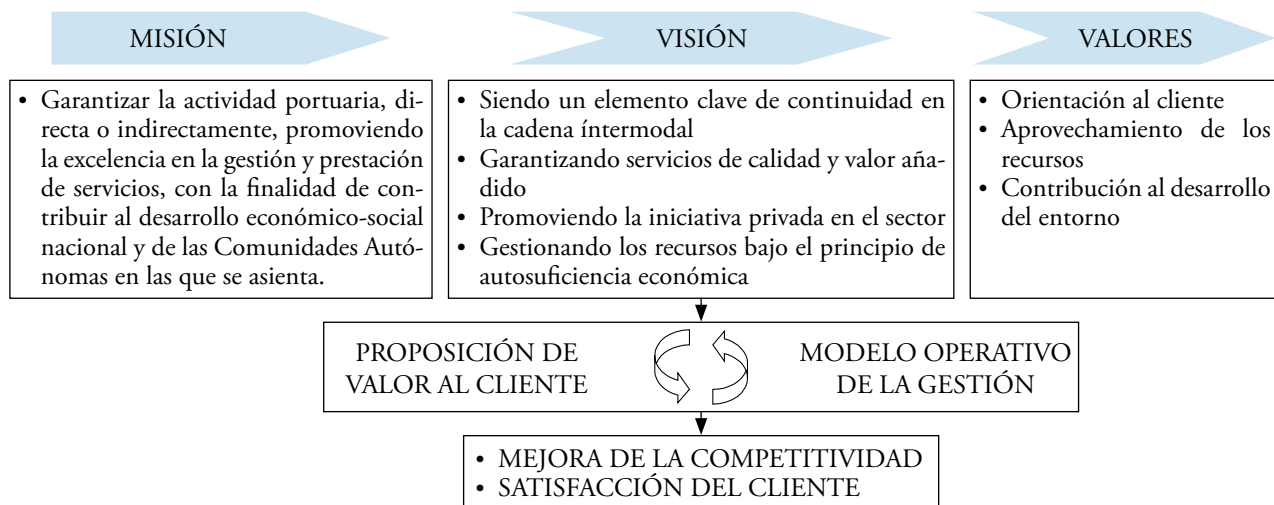 MISIÓN
VISIÓN
VALORES
• Garantizar la actividad portuaria, di-
recta o indirectamente, promoviendo
la excelencia en la gestión y prestación
de servicios, con la finalidad de con-
tribuir al desarrollo económico-social
nacional y de las Comunidades Autó-
nomas en las que se asienta.
• Siendo un elemento clave de continuidad en
la cadena íntermodal
• Garantizando servicios de calidad y valor aña-
dido
• Promoviendo la iniciativa privada en el sector
• Gestionando los recursos bajo el principio de
autosuficiencia económica
• Orientación al cliente
• Aprovechamiento de los
recursos
• Contribución al desarrollo
del entorno
PROPOSICIÓN DE
VALOR AL CLIENTE
MODELO OPERATIVO
DE LA GESTIÓN
• MEJORA DE LA COMPETITIVIDAD
• SATISFACCIÓN DEL CLIENTE